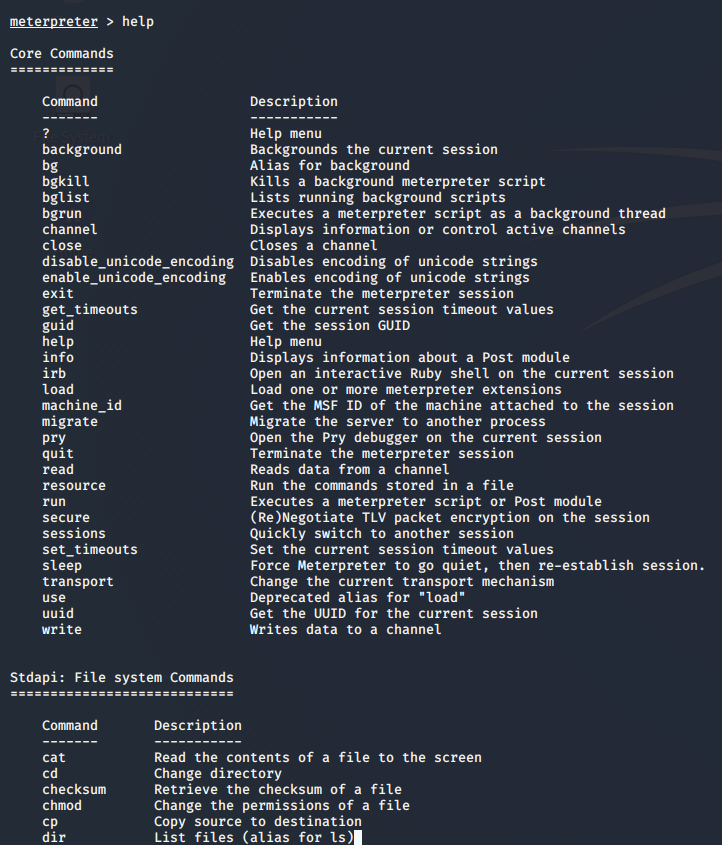 meterpreter > help
Core Commands
=============
Command Description
------- -----------
? Help menu
background Backgrounds the current session
bg Alias for background
bgkill Kills a background meterpreter script
bglist Lists running background scripts
bgrun Executes a meterpreter script as a background thread
channel Displays information or control active channels
close Closes a channel
disable_unicode_encoding Disables encoding of unicode strings
enable_unicode_encoding Enables encoding of unicode strings
exit Terminate the meterpreter session
get_timeouts Get the current session timeout values
guid Get the session GUID
help Help menu
info Displays information about a Post module
irb Open an interactive Ruby shell on the current session
load Load one or more meterpreter extensions
machine_id Get the MSF ID of the machine attached to the session
migrate Migrate the server to another process
pry Open the Pry debugger on the current session
quit Terminate the meterpreter session
read Reads data from a channel
resource Run the commands stored in a file
run Executes a meterpreter script or Post module
secure (Re)Negotiate TLV packet encryption on the session
sessions Quickly switch to another session
set_timeouts Set the current session timeout values
sleep Force Meterpreter to go quiet, then re-establish session.
transport Change the current transport mechanism
use Deprecated alias for "load"
uuid Get the UUID for the current session
write Writes data to a channel
Stdapi: File system Commands
============================
Command Description
------- -----------
cat Read the contents of a file to the screen
cd Change directory
checksum Retrieve the checksum of a file
chmod Change the permissions of a file
cp Copy source to destination
dir List files (alias for ls)